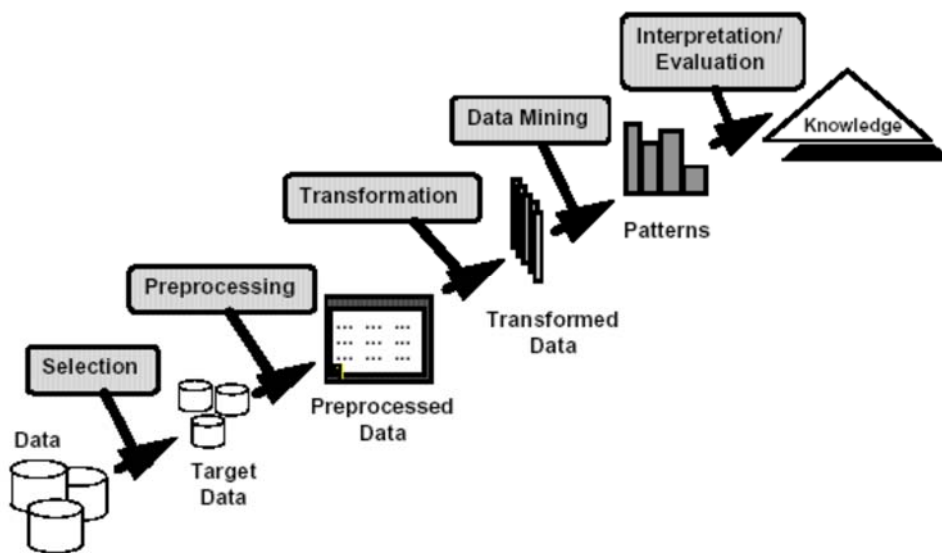 Interpretation/
Evaluation
Knowledge
Data Mining
Patterns
Transformation
Transformed
Data
Preprocessing
Preprocessed
Data
Selection
Target
Data
Data